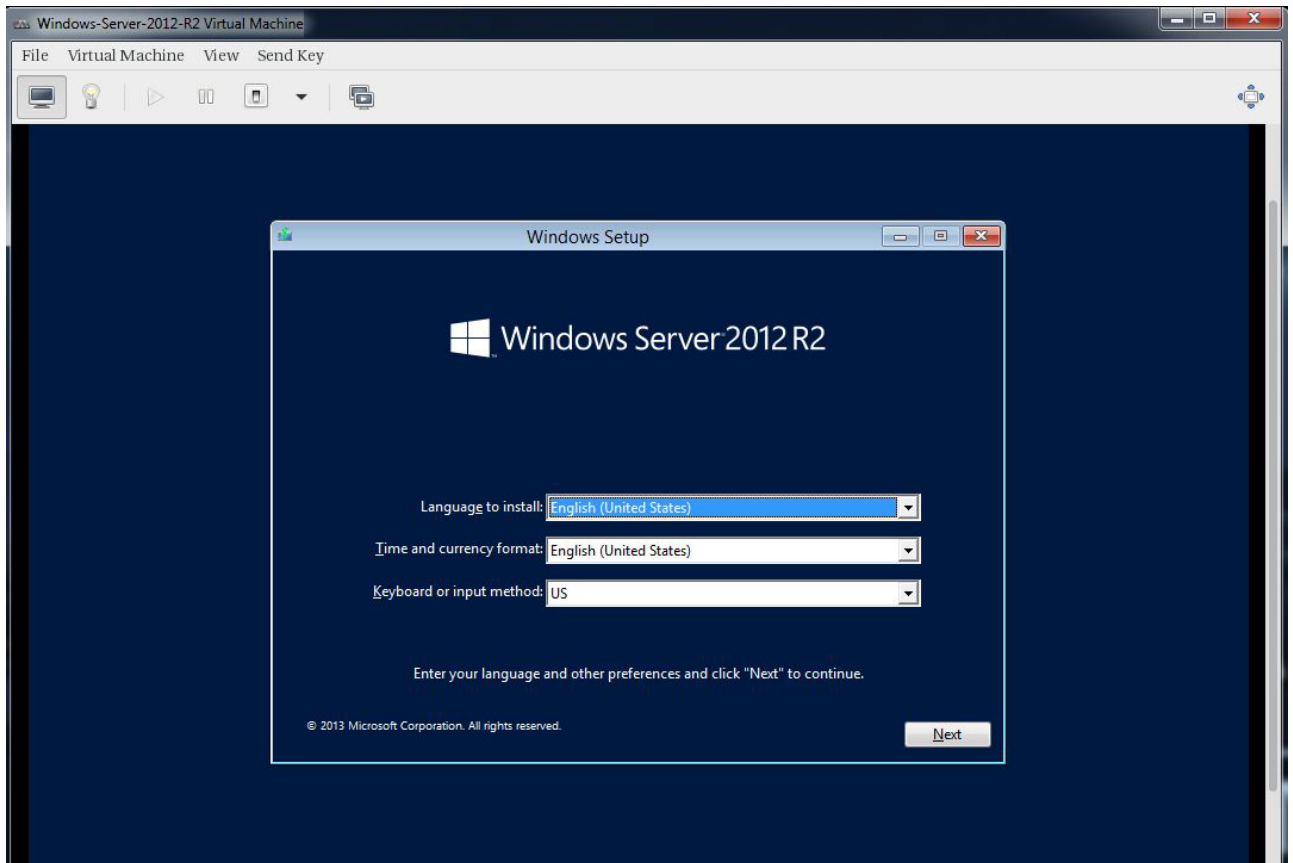 Windows-Server-2012-R2 Virtual Machine
File Virtual Machine View Send Key
Windows Setup
Windows Server 2012 R2
Language to install: English (United States)
Time and currency format: English (United States)
Keyboard or input method: US
Enter your language and other preferences and click "Next" to continue.
© 2013 Microsoft Corporation. All rights reserved.
Next